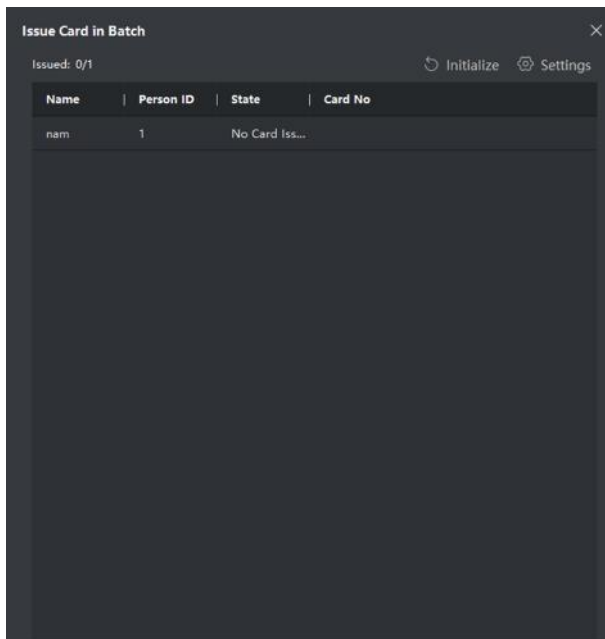 Issue Card in Batch
Issued: 0/1 Initialize Settings
Name Person ID State Card No
nam 1 No Card Iss...